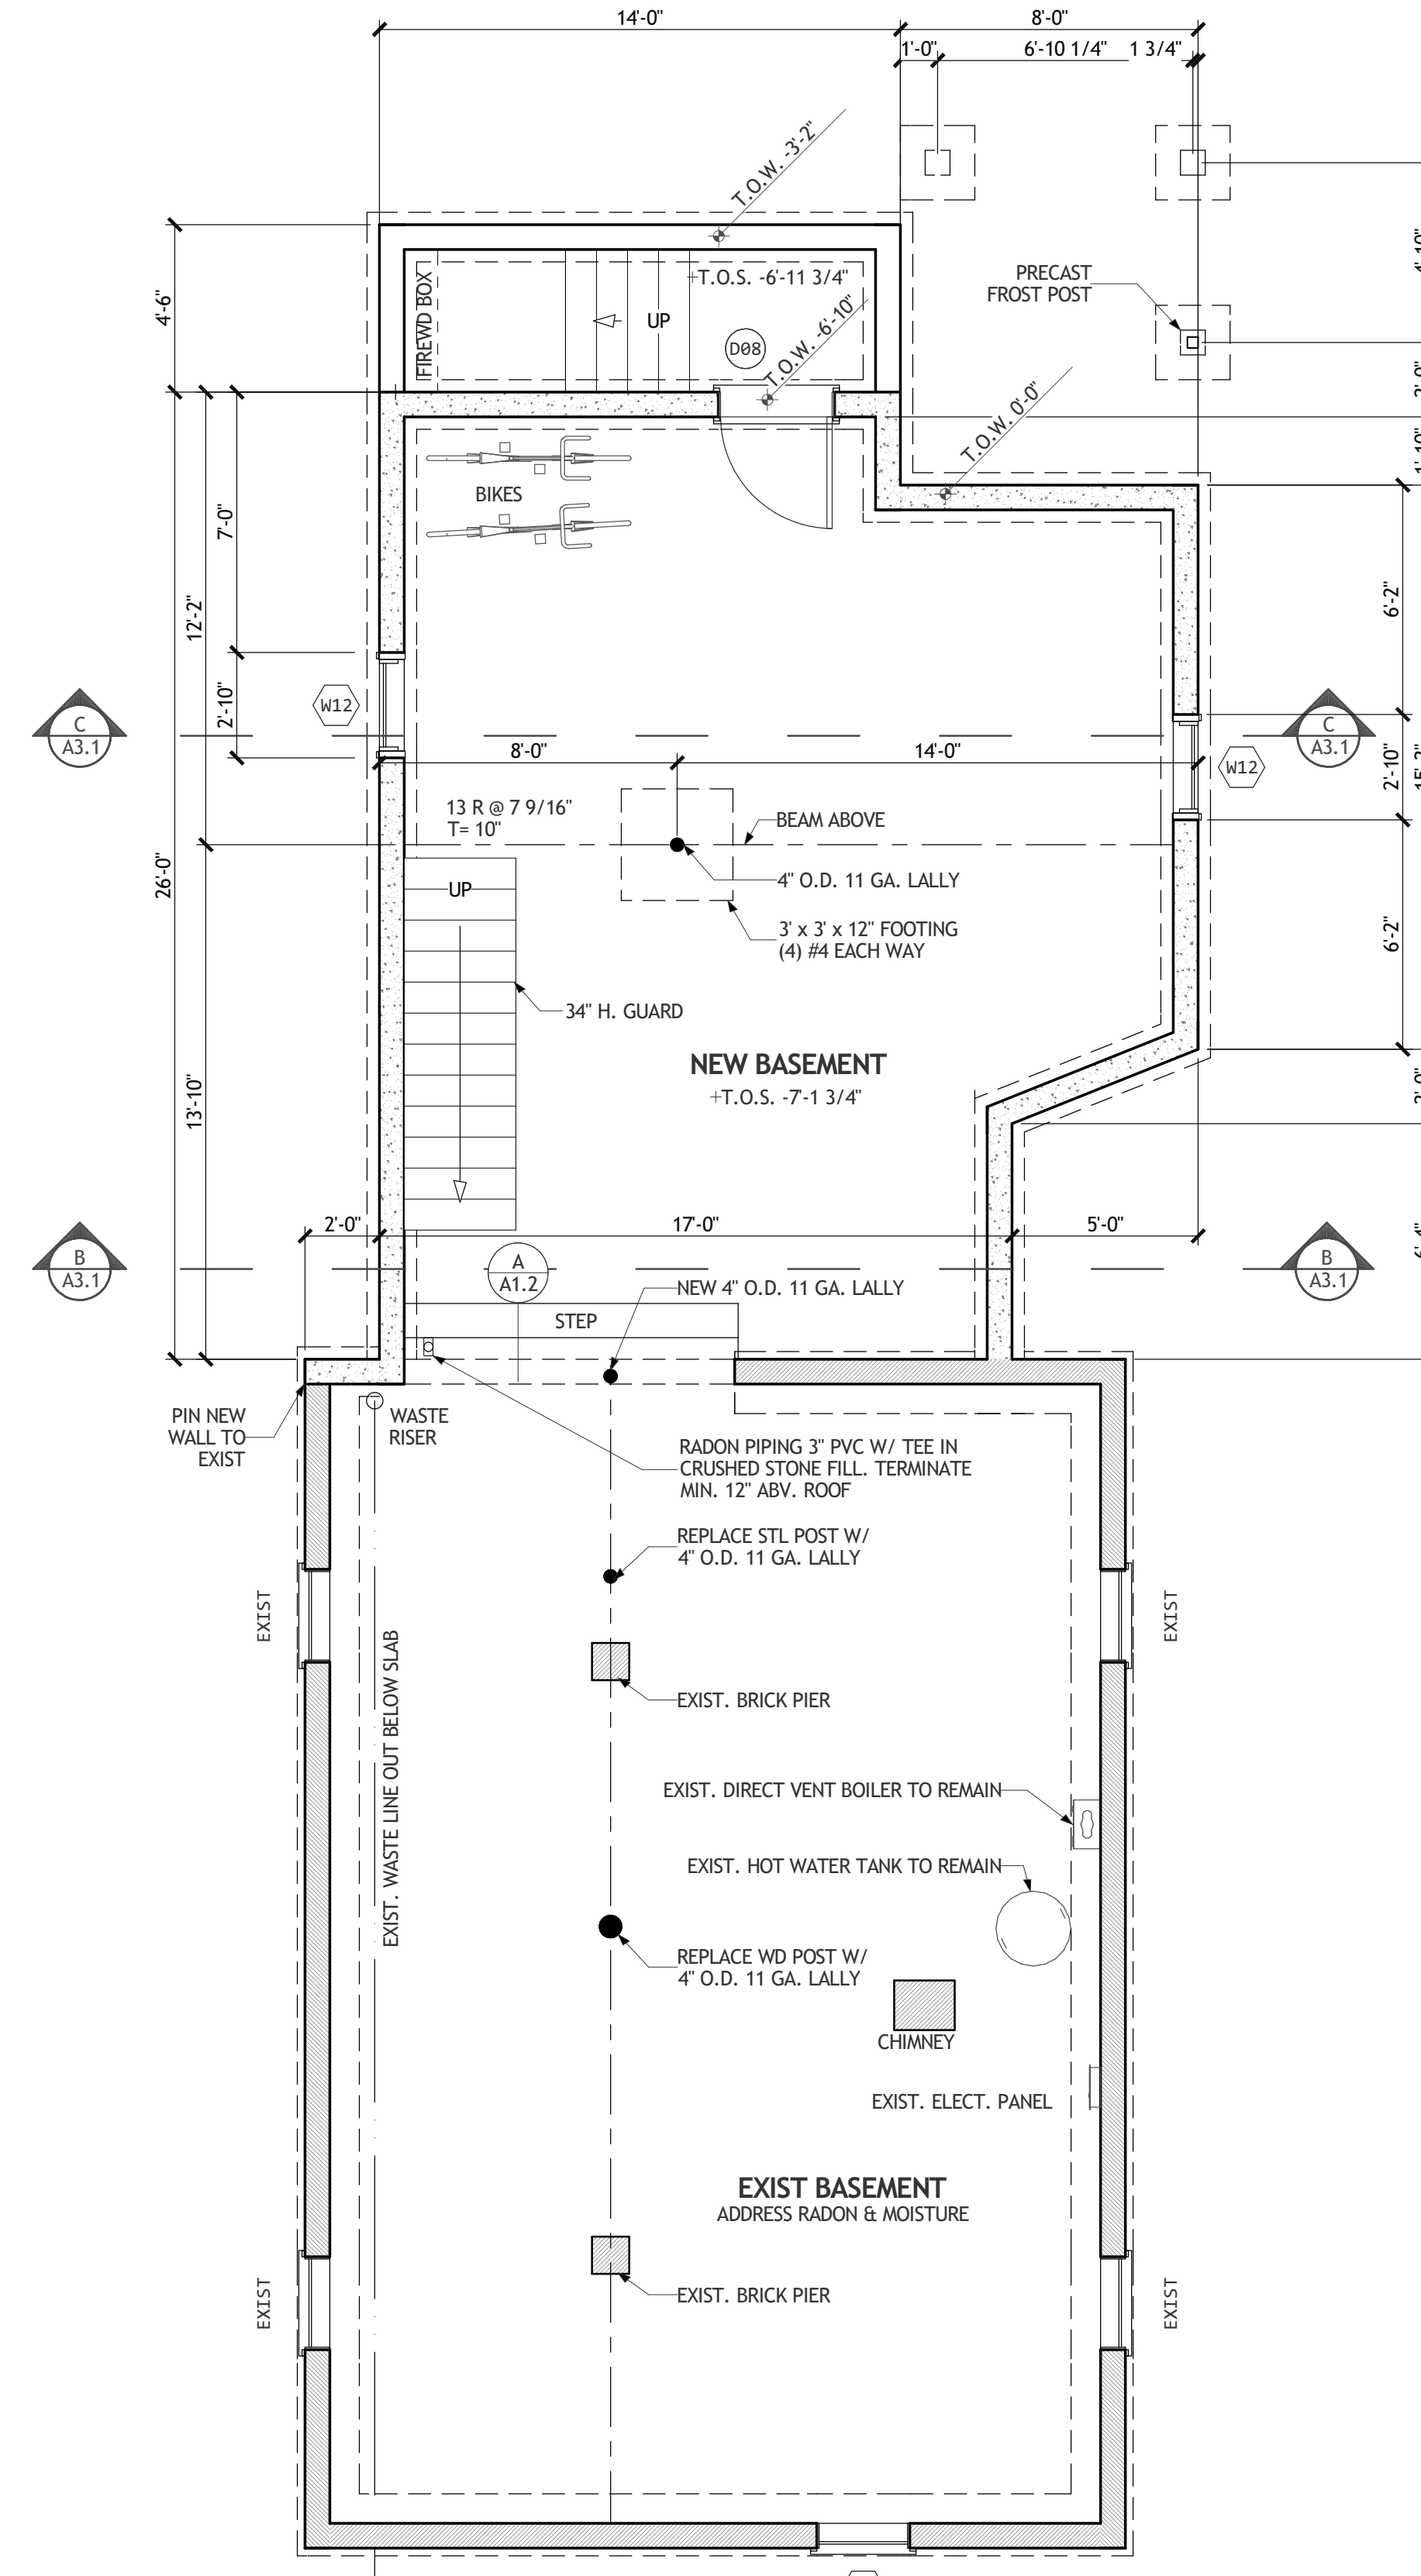 14'-0"
8'-0"
1'-0"
6'-10 1/4"
1 3/4"
T.O.W. -3'-2"
4'-6"
FIREWD BOX
+T.O.S. -6'-11 3/4"
UP
D08
T.O.W. -6'-10"
PRECAST
FROST POST
T.O.W. 0'-0"
BIKES
7'-0"
12'-2"
2'-10"
26'-0"
13'-10"
6'-2"
2'-10"
6'-2"
C
A3.1
W12
8'-0"
14'-0"
W12
C
A3.1
13 R @ 7 9/16"
T= 10"
BEAM ABOVE
UP
4" O.D. 11 GA. LALLY
3' x 3' x 12" FOOTING
(4) #4 EACH WAY
34" H. GUARD
NEW BASEMENT
+T.O.S. -7'-1 3/4"
2'-0"
17'-0"
5'-0"
B
A3.1
A
A1.2
B
A3.1
NEW 4" O.D. 11 GA. LALLY
STEP
PIN NEW
WALL TO
EXIST
WASTE
RISER
RADON PIPING 3" PVC W/ TEE IN
CRUSHED STONE FILL. TERMINATE
MIN. 12" ABV. ROOF
REPLACE STL POST W/
4" O.D. 11 GA. LALLY
EXIST
EXIST
EXIST. WASTE LINE OUT BELOW SLAB
EXIST. BRICK PIER
EXIST. DIRECT VENT BOILER TO REMAIN
EXIST. HOT WATER TANK TO REMAIN
REPLACE WD POST W/
4" O.D. 11 GA. LALLY
CHIMNEY
EXIST. ELECT. PANEL
EXIST BASEMENT
ADDRESS RADON & MOISTURE
EXIST
EXIST
EXIST. BRICK PIER